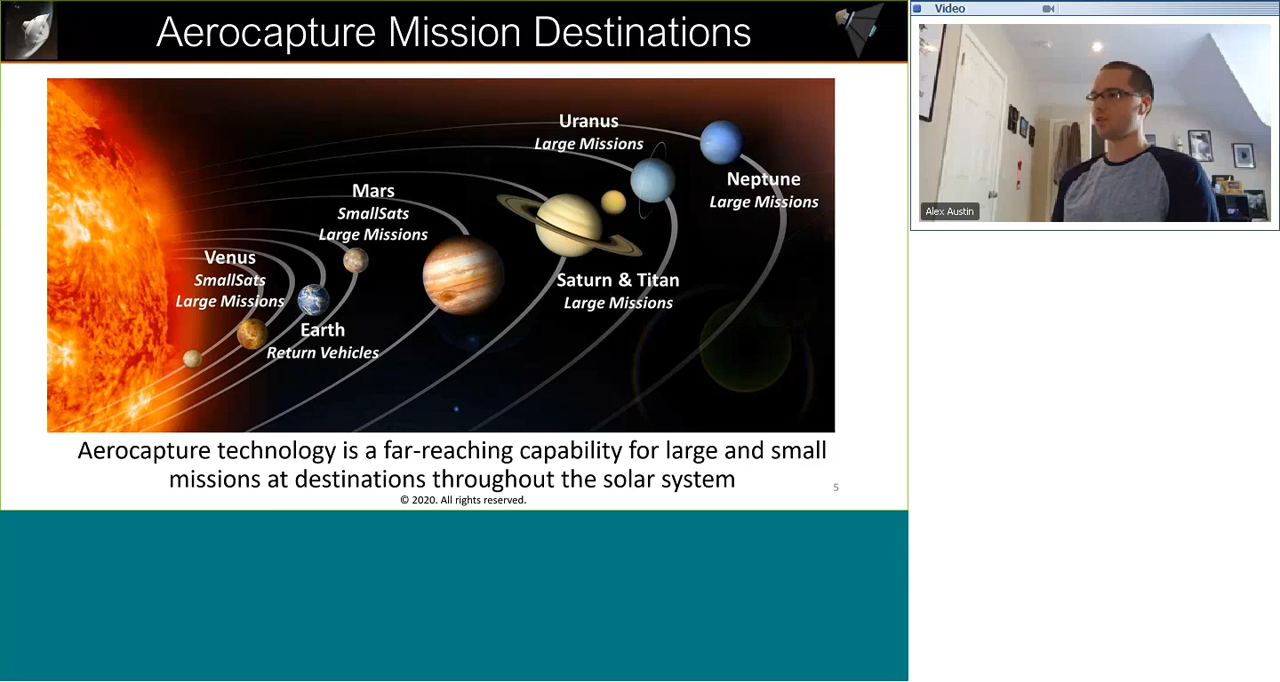 Aerocapture Mission Destinations
Uranus
Large Missions
Neptune
Large Missions
Mars
SmallSats
Large Missions
Venus
SmallSats
Large Missions
Saturn & Titan
Large Missions
Earth
Return Vehicles
Aerocapture technology is a far-reaching capability for large and small
missions at destinations throughout the solar system
5
© 2020. All rights reserved.
Video
Alex Austin